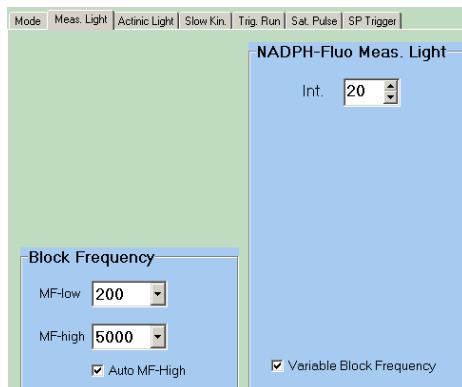 Mode Meas. Light Actinic Light Slow Kin. Trig. Run Sat. Pulse SP Trigger
NADPH-Fluo Meas. Light
Int. 20
Block Frequency
MF-low 200
MF-high 5000
Auto MF-High
Variable Block Frequency